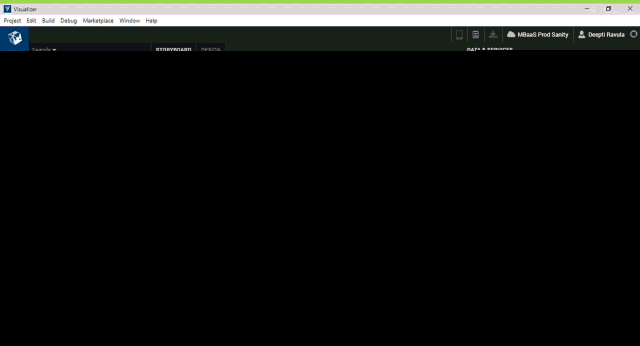 Visualizer
Project Edit Build Debug Marketplace Window Help
MBaaS Prod Sanity Deepti Ravula
Sample STORYBOARD DESIGN DATA & SERVICES